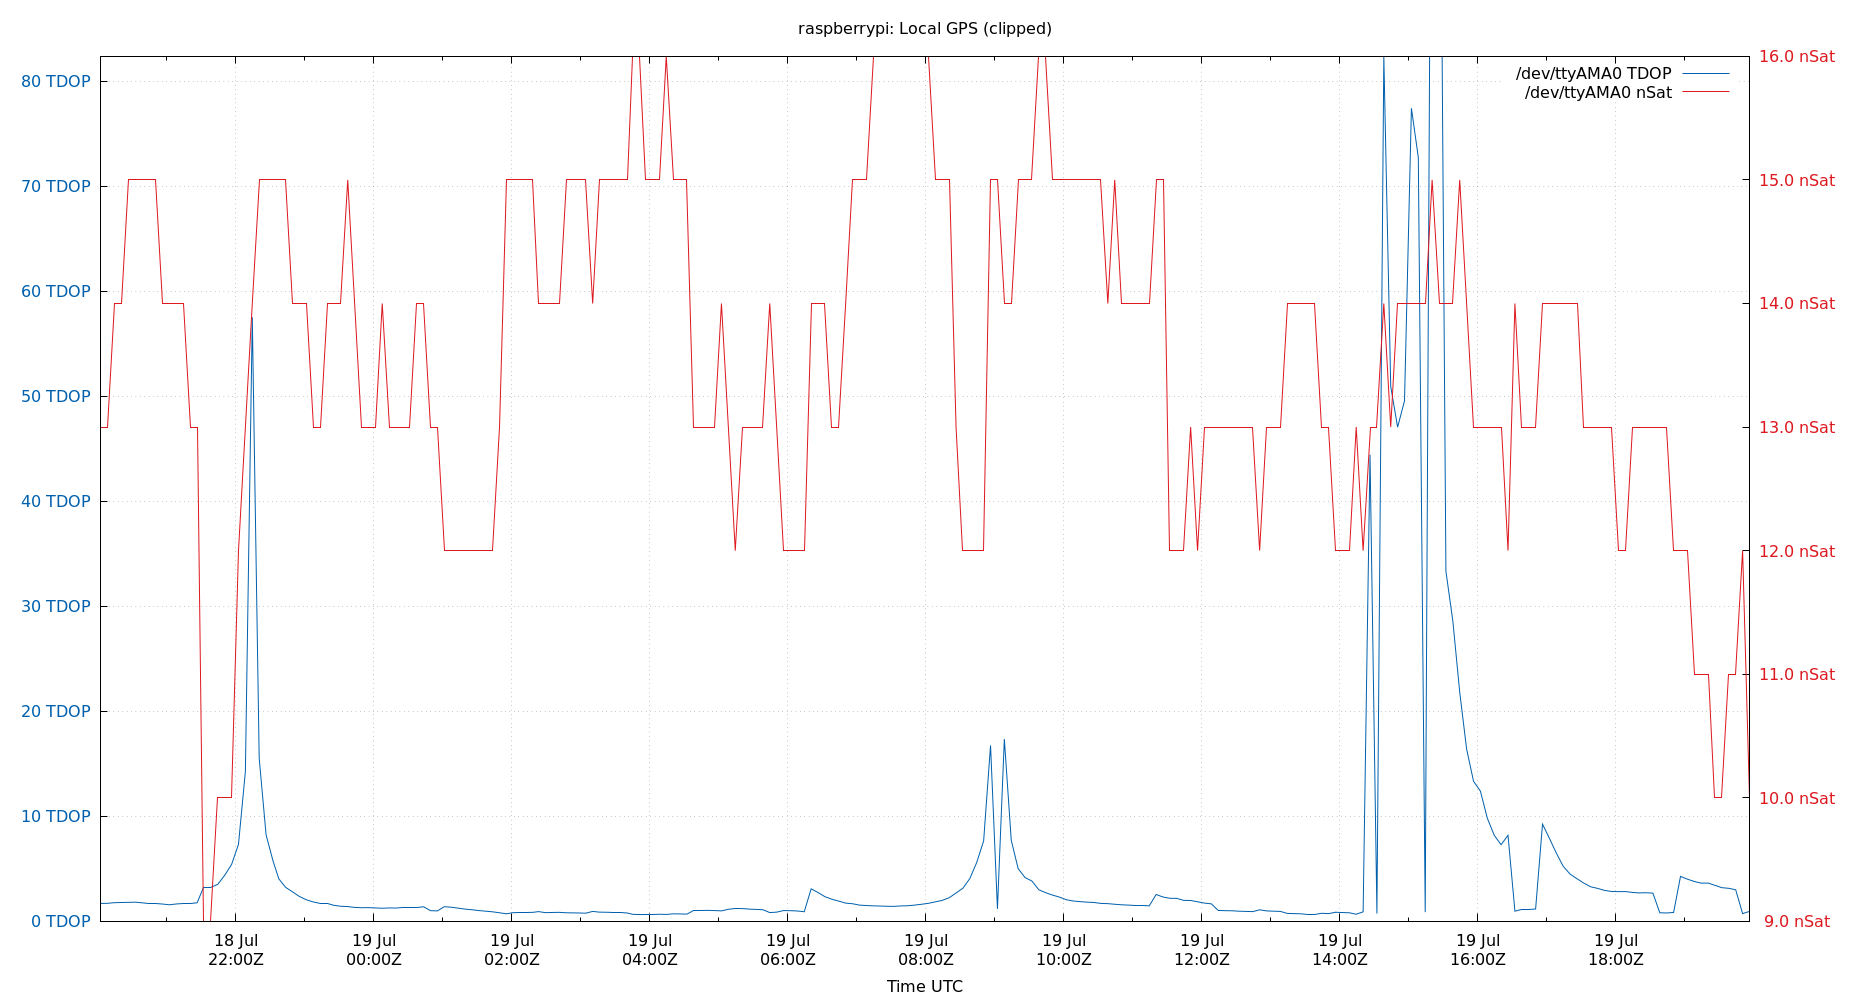 raspberrypi: Local GPS (clipped)
80 TDOP
70 TDOP
60 TDOP
50 TDOP
40 TDOP
30 TDOP
20 TDOP
10 TDOP
0 TDOP
16.0 nSat
15.0 nSat
14.0 nSat
13.0 nSat
12.0 nSat
11.0 nSat
10.0 nSat
9.0 nSat
/dev/ttyAMA0 TDOP
/dev/ttyAMA0 nSat
18 Jul 19 Jul 19 Jul 19 Jul 19 Jul 19 Jul 19 Jul 19 Jul 19 Jul 19 Jul 19 Jul
22:00Z 00:00Z 02:00Z 04:00Z 06:00Z 08:00Z 10:00Z 12:00Z 14:00Z 16:00Z 18:00Z
Time UTC